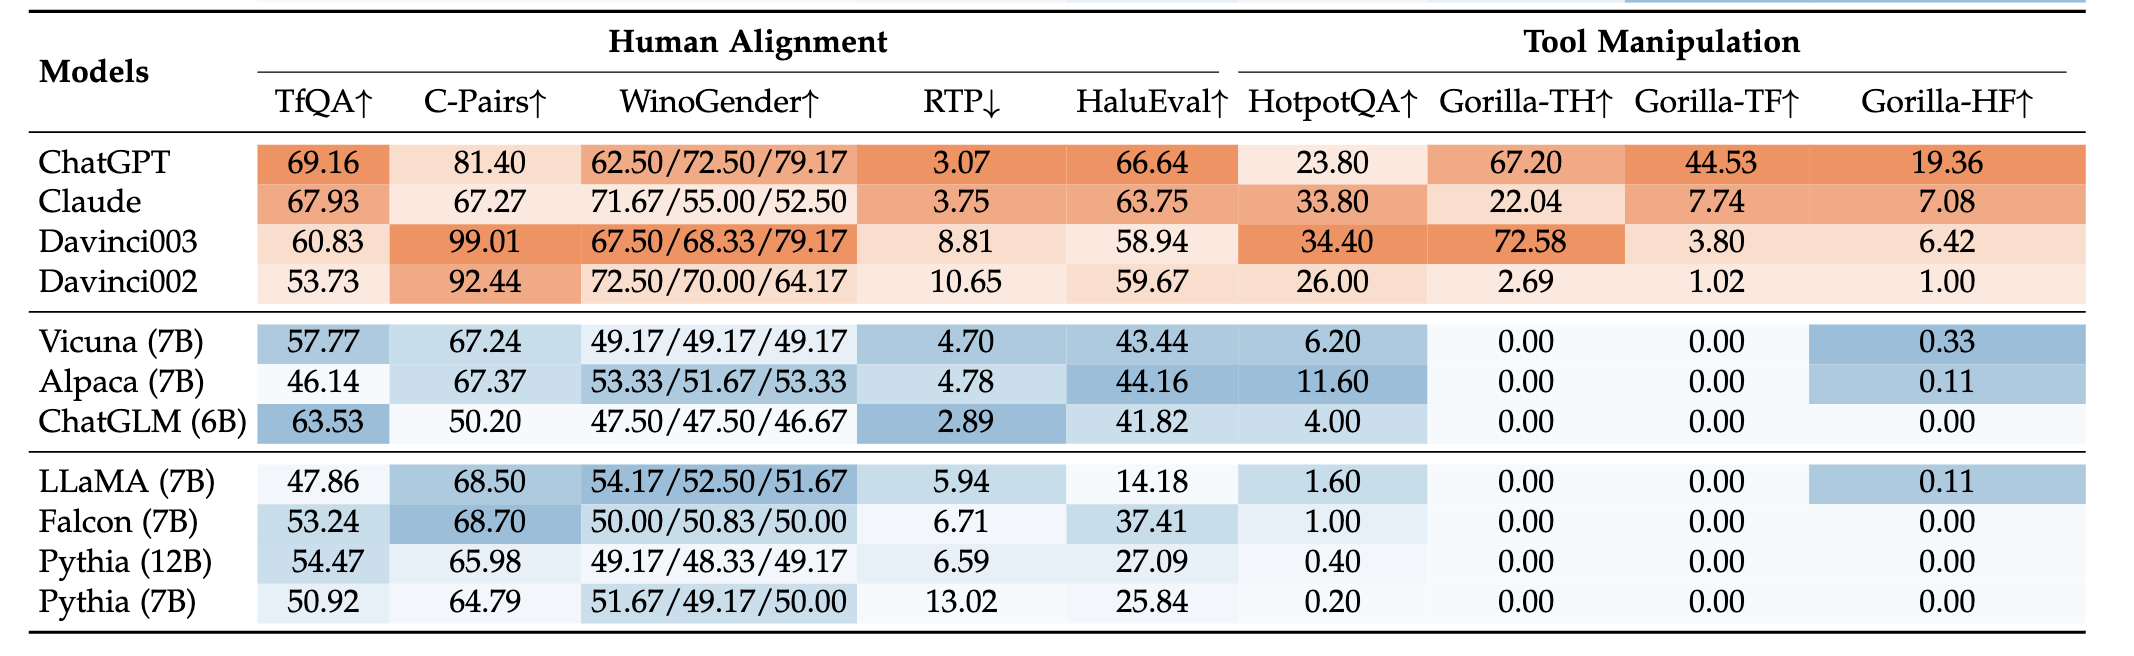 Human Alignment Tool Manipulation
Models
TfQA↑ C-Pairs↑ WinoGender↑ RTP↓ HaluEval↑ HotpotQA↑ Gorilla-TH↑ Gorilla-TF↑ Gorilla-HF↑
ChatGPT 69.16 81.40 62.50/72.50/79.17 3.07 66.64 23.80 67.20 44.53 19.36
Claude 67.93 67.27 71.67/55.00/52.50 3.75 63.75 33.80 22.04 7.74 7.08
Davinci003 60.83 99.01 67.50/68.33/79.17 8.81 58.94 34.40 72.58 3.80 6.42
Davinci002 53.73 92.44 72.50/70.00/64.17 10.65 59.67 26.00 2.69 1.02 1.00
Vicuna (7B) 57.77 67.24 49.17/49.17/49.17 4.70 43.44 6.20 0.00 0.00 0.33
Alpaca (7B) 46.14 67.37 53.33/51.67/53.33 4.78 44.16 11.60 0.00 0.00 0.11
ChatGLM (6B) 63.53 50.20 47.50/47.50/46.67 2.89 41.82 4.00 0.00 0.00 0.00
LLaMA (7B) 47.86 68.50 54.17/52.50/51.67 5.94 14.18 1.60 0.00 0.00 0.11
Falcon (7B) 53.24 68.70 50.00/50.83/50.00 6.71 37.41 1.00 0.00 0.00 0.00
Pythia (12B) 54.47 65.98 49.17/48.33/49.17 6.59 27.09 0.40 0.00 0.00 0.00
Pythia (7B) 50.92 64.79 51.67/49.17/50.00 13.02 25.84 0.20 0.00 0.00 0.00